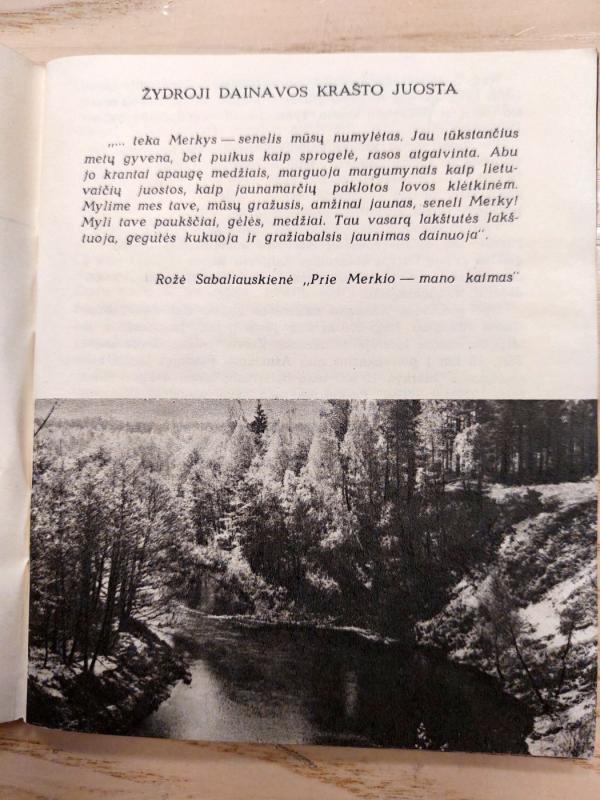 ŽYDROJI DAINAVOS KRAŠTO JUOSTA
„... teka Merkys — senelis mūsų numylėtas. Jau tūkstančius
metų gyvena, bet puikus kaip sprogelė, rasos atgaivinta. Abu
jo krantai apaugę medžiais, marguoja margumynais kaip lietu-
vaičių juostos, kaip jaunamarčių paklotos lovos klėtkinėm.
Mylime mes tave, mūsų gražusis, amžinai jaunas, seneli Merky!
Myli tave paukščiai, gėlės, medžiai. Tau vasarą lakštutės lakš-
tuoja, gegutės kukuoja ir gražiabalsis jaunimas dainuoja“.
Rožė Sabaliauskienė „Prie Merkio — mano kaimas“